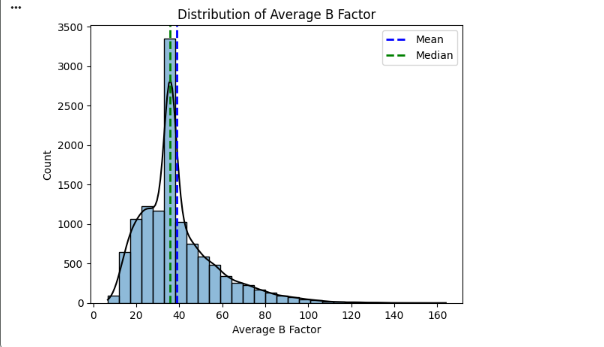 ...
Distribution of Average B Factor
3500
3000
2500
2000
1500
1000
500
0
Count
Mean
Median
0 20 40 60 80 100 120 140 160
Average B Factor